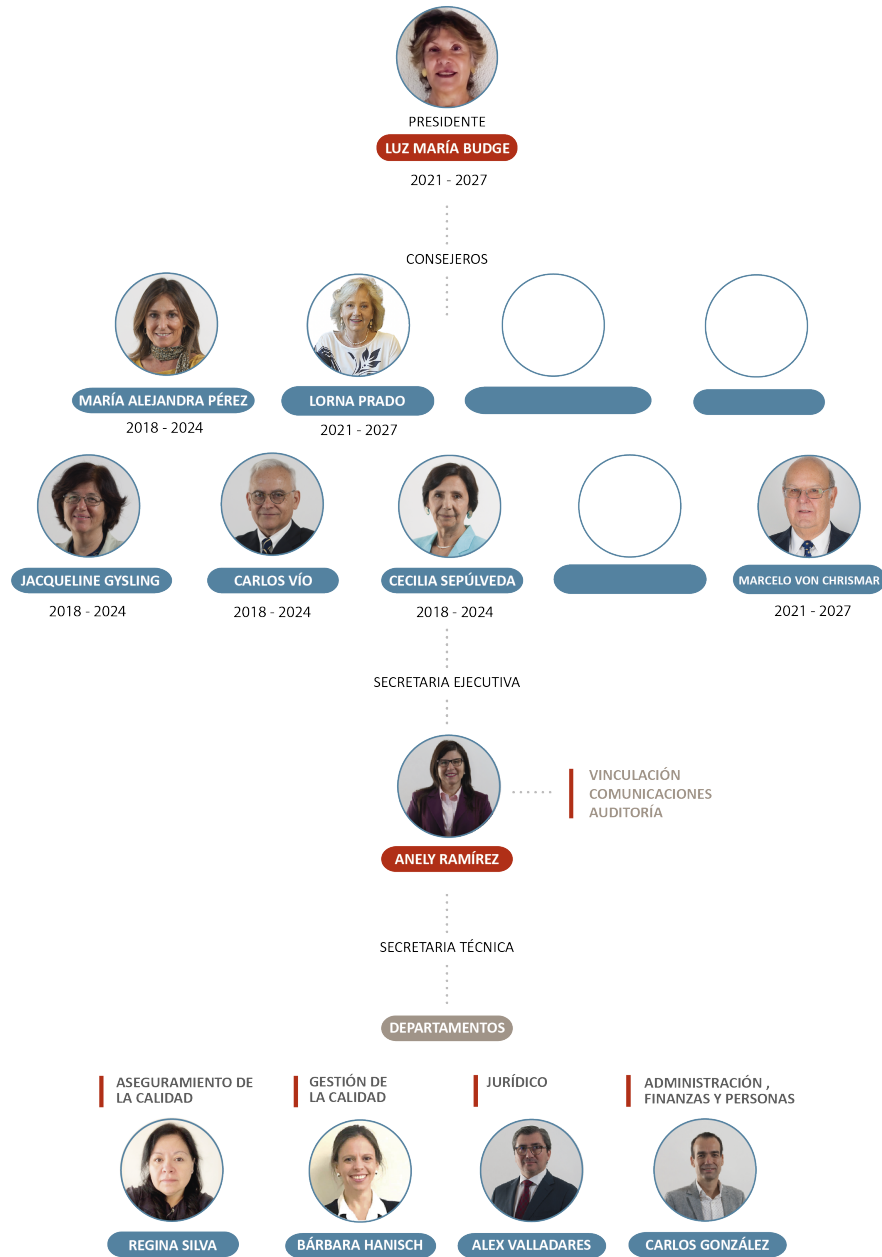 PRESIDENTE
LUZ MARÍA BUDGE
2021 - 2027
CONSEJEROS
MARÍA ALEJANDRA PÉREZ
2018 - 2024
LORNA PRADO
2021 - 2027
JACQUELINE GYSLING
2018 - 2024
CARLOS VÍO
2018 - 2024
CECILIA SEPÚLVEDA
2018 - 2024
MARCELO VON CHRISMAR
2021 - 2027
SECRETARIA EJECUTIVA
ANELY RAMÍREZ
VINCULACIÓN
COMUNICACIONES
AUDITORÍA
SECRETARIA TÉCNICA
DEPARTAMENTOS
ASEGURAMIENTO DE
LA CALIDAD
REGINA SILVA
GESTIÓN DE
LA CALIDAD
BÁRBARA HANISCH
JURÍDICO
ALEX VALLADARES
ADMINISTRACIÓN ,
FINANZAS Y PERSONAS
CARLOS GONZÁLEZ